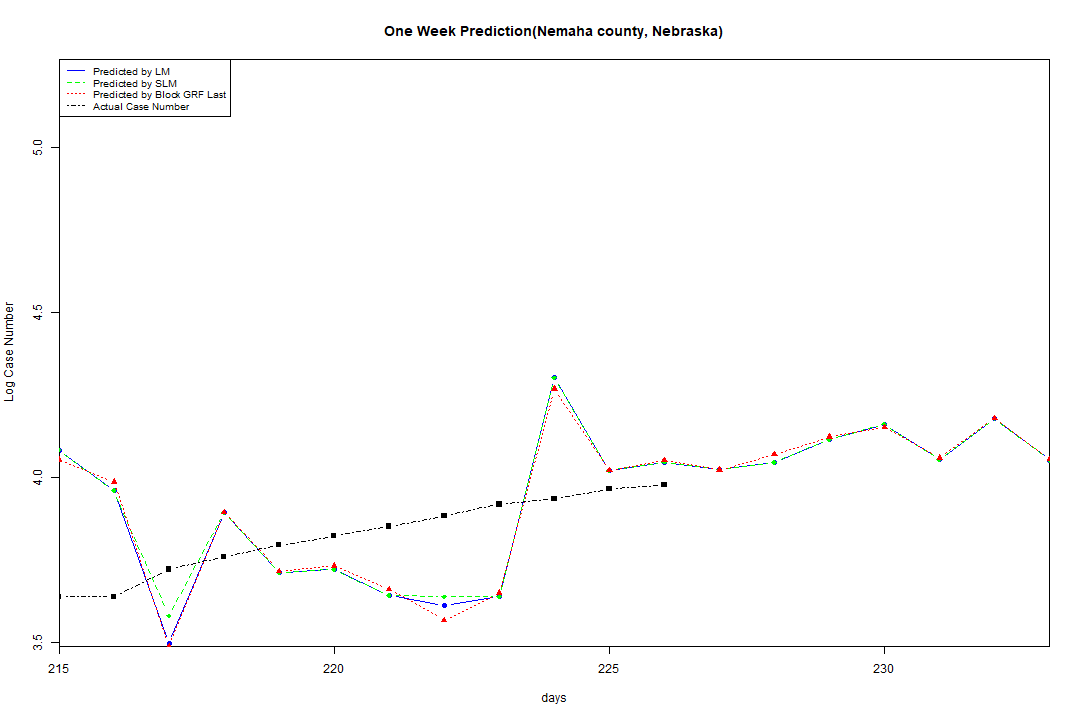 One Week Prediction(Nemaha county, Nebraska)
Predicted by LM
Predicted by SLM
Predicted by Block GRF Last
Actual Case Number
5.0
4.5
4.0
3.5
Log Case Number
215
220
225
230
days